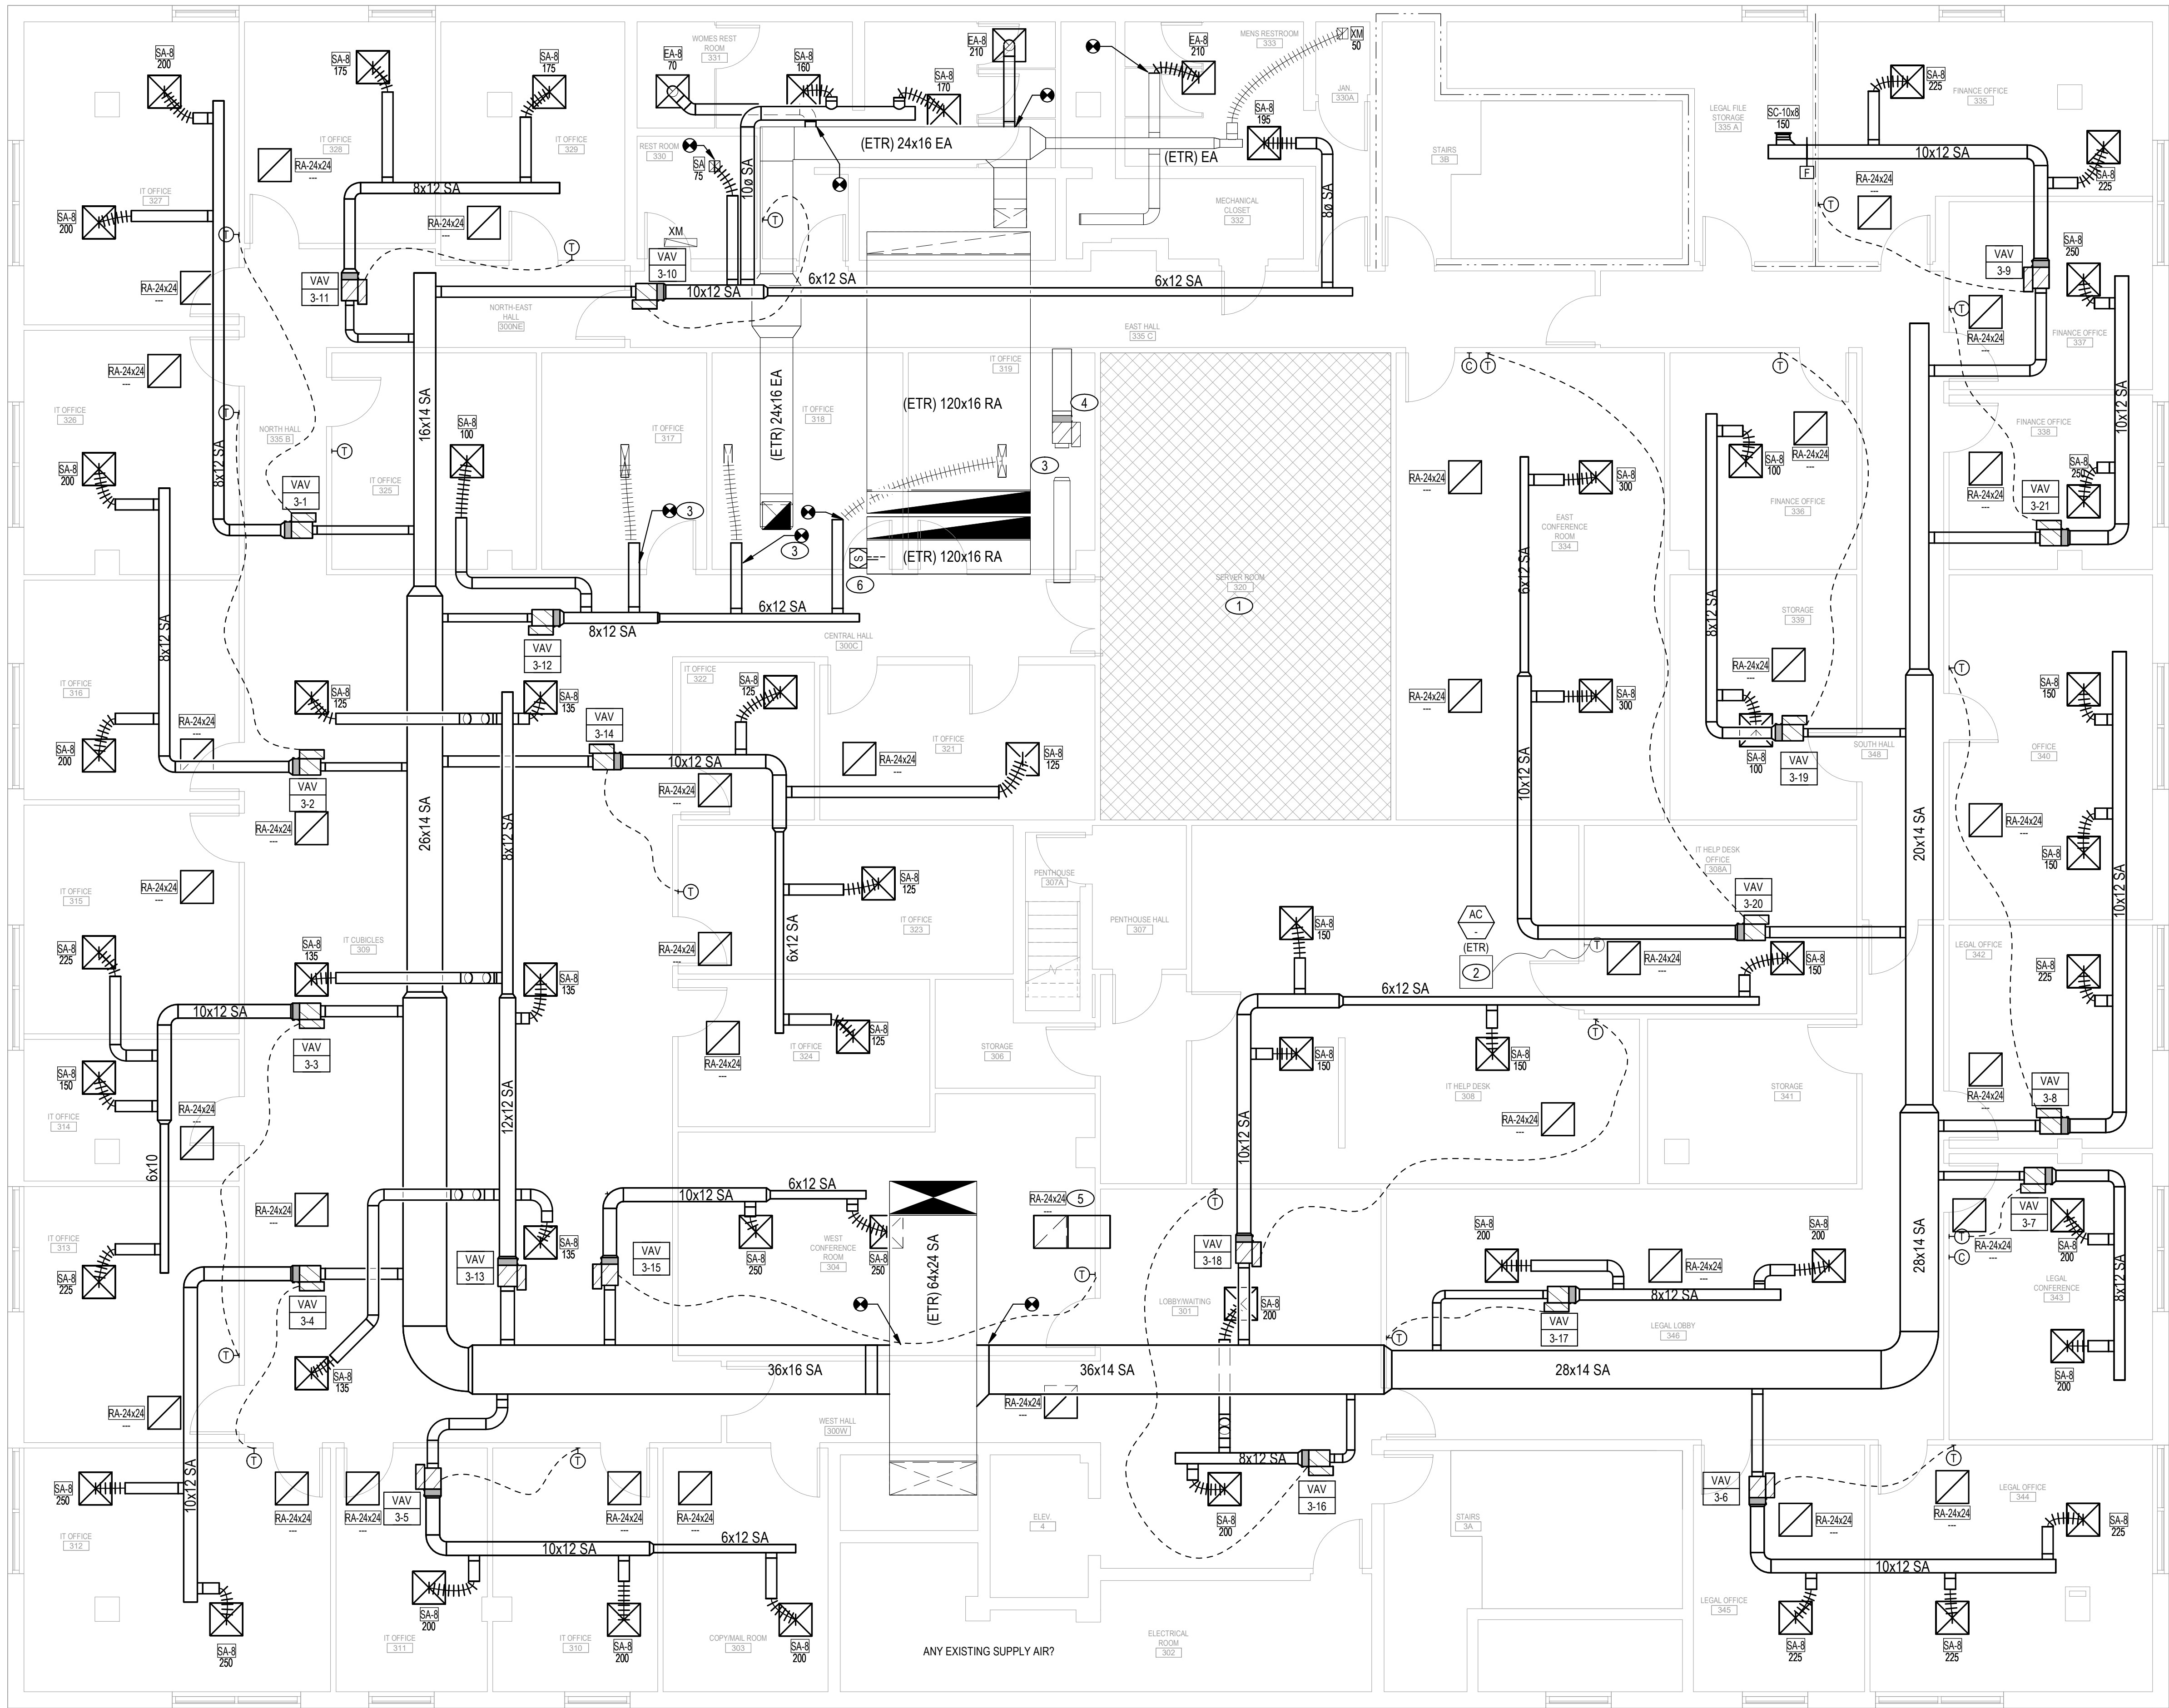 SA-8
200
SA-8
175
SA-8
175
WOMES REST
ROOM
331
EA-8
70
SA-8
160
SA-8
170
EA-8
210
EA-8
210
MENS RESTROOM
333
XM
50
JAN.
330A
SA-8
195
LEGAL FILE
STORAGE
335 A
SC-10x8
150
SA-8
225
FINANCE OFFICE
335
IT OFFICE
328
IT OFFICE
329
REST ROOM
330
SA
75
10ø SA
(ETR) 24x16 EA
(ETR) EA
STAIRS
3B
F
10x12 SA
SA-8
225
RA-24x24
---
IT OFFICE
327
8x12 SA
RA-24x24
---
MECHANICAL
CLOSET
332
8ø SA
RA-24x24
---
SA-8
200
T
T
T
T
XM
VAV
3-10
VAV
3-9
SA-8
250
RA-24x24
---
VAV
3-11
10x12 SA
6x12 SA
6x12 SA
T
NORTH-EAST
HALL
300NE
EAST HALL
335 C
RA-24x24
---
FINANCE OFFICE
337
RA-24x24
---
16x14 SA
(ETR) 24x16 EA
IT OFFICE
318
IT OFFICE
319
(ETR) 120x16 RA
4
C
T
T
10x12 SA
IT OFFICE
326
T
NORTH HALL
335 B
T
SA-8
100
IT OFFICE
317
FINANCE OFFICE
338
RA-24x24
---
8x12 SA
SA-8
200
IT OFFICE
325
3
RA-24x24
---
SA-8
300
SA-8
100
RA-24x24
---
SA-8
250
VAV
3-1
3
3
FINANCE OFFICE
336
VAV
3-21
EAST
CONFERENCE
ROOM
334
S
(ETR) 120x16 RA
6
6x12 SA
SERVER ROOM
320
1
8x12 SA
6x12 SA
8x12 SA
STORAGE
339
8x12 SA
VAV
3-12
CENTRAL HALL
300C
IT OFFICE
322
RA-24x24
---
T
IT OFFICE
316
SA-8
125
SA-8
135
SA-8
125
RA-24x24
---
SA-8
300
SA-8
150
SA-8
200
RA-24x24
---
VAV
3-14
IT OFFICE
321
SA-8
125
RA-24x24
---
10x12 SA
SA-8
100
VAV
3-19
SOUTH HALL
348
OFFICE
340
VAV
3-2
RA-24x24
---
10x12 SA
RA-24x24
---
26x14 SA
8x12 SA
RA-24x24
---
20x14 SA
SA-8
150
IT OFFICE
315
RA-24x24
---
T
SA-8
125
PENTHOUSE
307A
IT HELP DESK
OFFICE
308A
VAV
3-20
10x12 SA
IT OFFICE
323
PENTHOUSE HALL
307
SA-8
150
AC
-
(ETR)
2
T
RA-24x24
---
SA-8
150
LEGAL OFFICE
342
SA-8
225
SA-8
225
SA-8
135
IT CUBICLES
309
SA-8
135
RA-24x24
---
6x12 SA
10x12 SA
6x12 SA
VAV
3-3
RA-24x24
---
IT OFFICE
324
SA-8
125
STORAGE
306
SA-8
150
SA-8
150
T
IT HELP DESK
308
STORAGE
341
RA-24x24
---
SA-8
150
IT OFFICE
314
RA-24x24
---
12x12 SA
10x12 SA
RA-24x24
---
VAV
3-8
6x10
RA-24x24
---
10x12 SA
6x12 SA
RA-24x24
---
5
T
IT OFFICE
313
SA-8
225
SA-8
135
SA-8
250
WEST
CONFERENCE
ROOM
304
SA-8
250
(ETR) 64x24 SA
VAV
3-18
SA-8
200
RA-24x24
---
SA-8
200
T
C
RA-24x24
---
VAV
3-7
SA-8
200
28x14 SA
VAV
3-13
VAV
3-15
T
LEGAL
CONFERENCE
343
8x12 SA
VAV
3-4
LOBBY/WAITING
301
SA-8
200
8x12 SA
VAV
3-17
LEGAL LOBBY
346
T
T
SA-8
135
36x16 SA
36x14 SA
28x14 SA
SA-8
200
RA-24x24
---
RA-24x24
---
WEST HALL
300W
T
T
T
10x12 SA
SA-8
250
RA-24x24
---
RA-24x24
---
VAV
3-5
RA-24x24
---
RA-24x24
---
8x12 SA
VAV
3-16
SA-8
200
VAV
3-6
RA-24x24
---
RA-24x24
---
LEGAL OFFICE
344
SA-8
225
IT OFFICE
312
ELEV.
4
STAIRS
3A
10x12 SA
6x12 SA
10x12 SA
SA-8
200
SA-8
250
IT OFFICE
311
IT OFFICE
310
SA-8
200
COPY/MAIL ROOM
303
SA-8
200
ANY EXISTING SUPPLY AIR?
ELECTRICAL
ROOM
302
LEGAL OFFICE
345
SA-8
225
SA-8
225